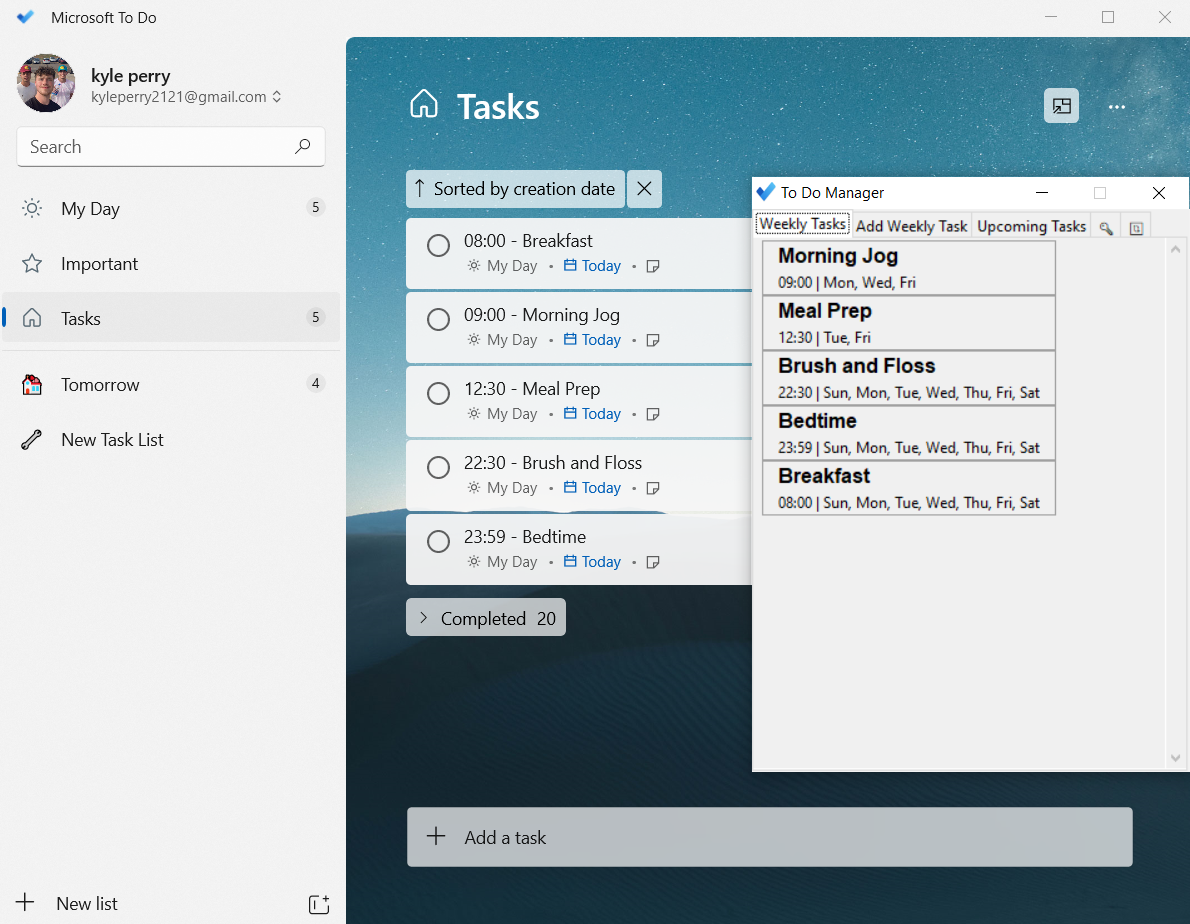 Microsoft To Do
kyle perry
kyleperry2121@gmail.com
Search
My Day 5
Important
Tasks 5
Tomorrow 4
New Task List
New list
Tasks
Sorted by creation date
08:00 - Breakfast
My Day • Today •
09:00 - Morning Jog
My Day • Today •
12:30 - Meal Prep
My Day • Today •
22:30 - Brush and Floss
My Day • Today •
23:59 - Bedtime
My Day • Today •
Completed 20
Add a task
To Do Manager
Weekly Tasks Add Weekly Task Upcoming Tasks
Morning Jog
09:00 | Mon, Wed, Fri
Meal Prep
12:30 | Tue, Fri
Brush and Floss
22:30 | Sun, Mon, Tue, Wed, Thu, Fri, Sat
Bedtime
23:59 | Sun, Mon, Tue, Wed, Thu, Fri, Sat
Breakfast
08:00 | Sun, Mon, Tue, Wed, Thu, Fri, Sat